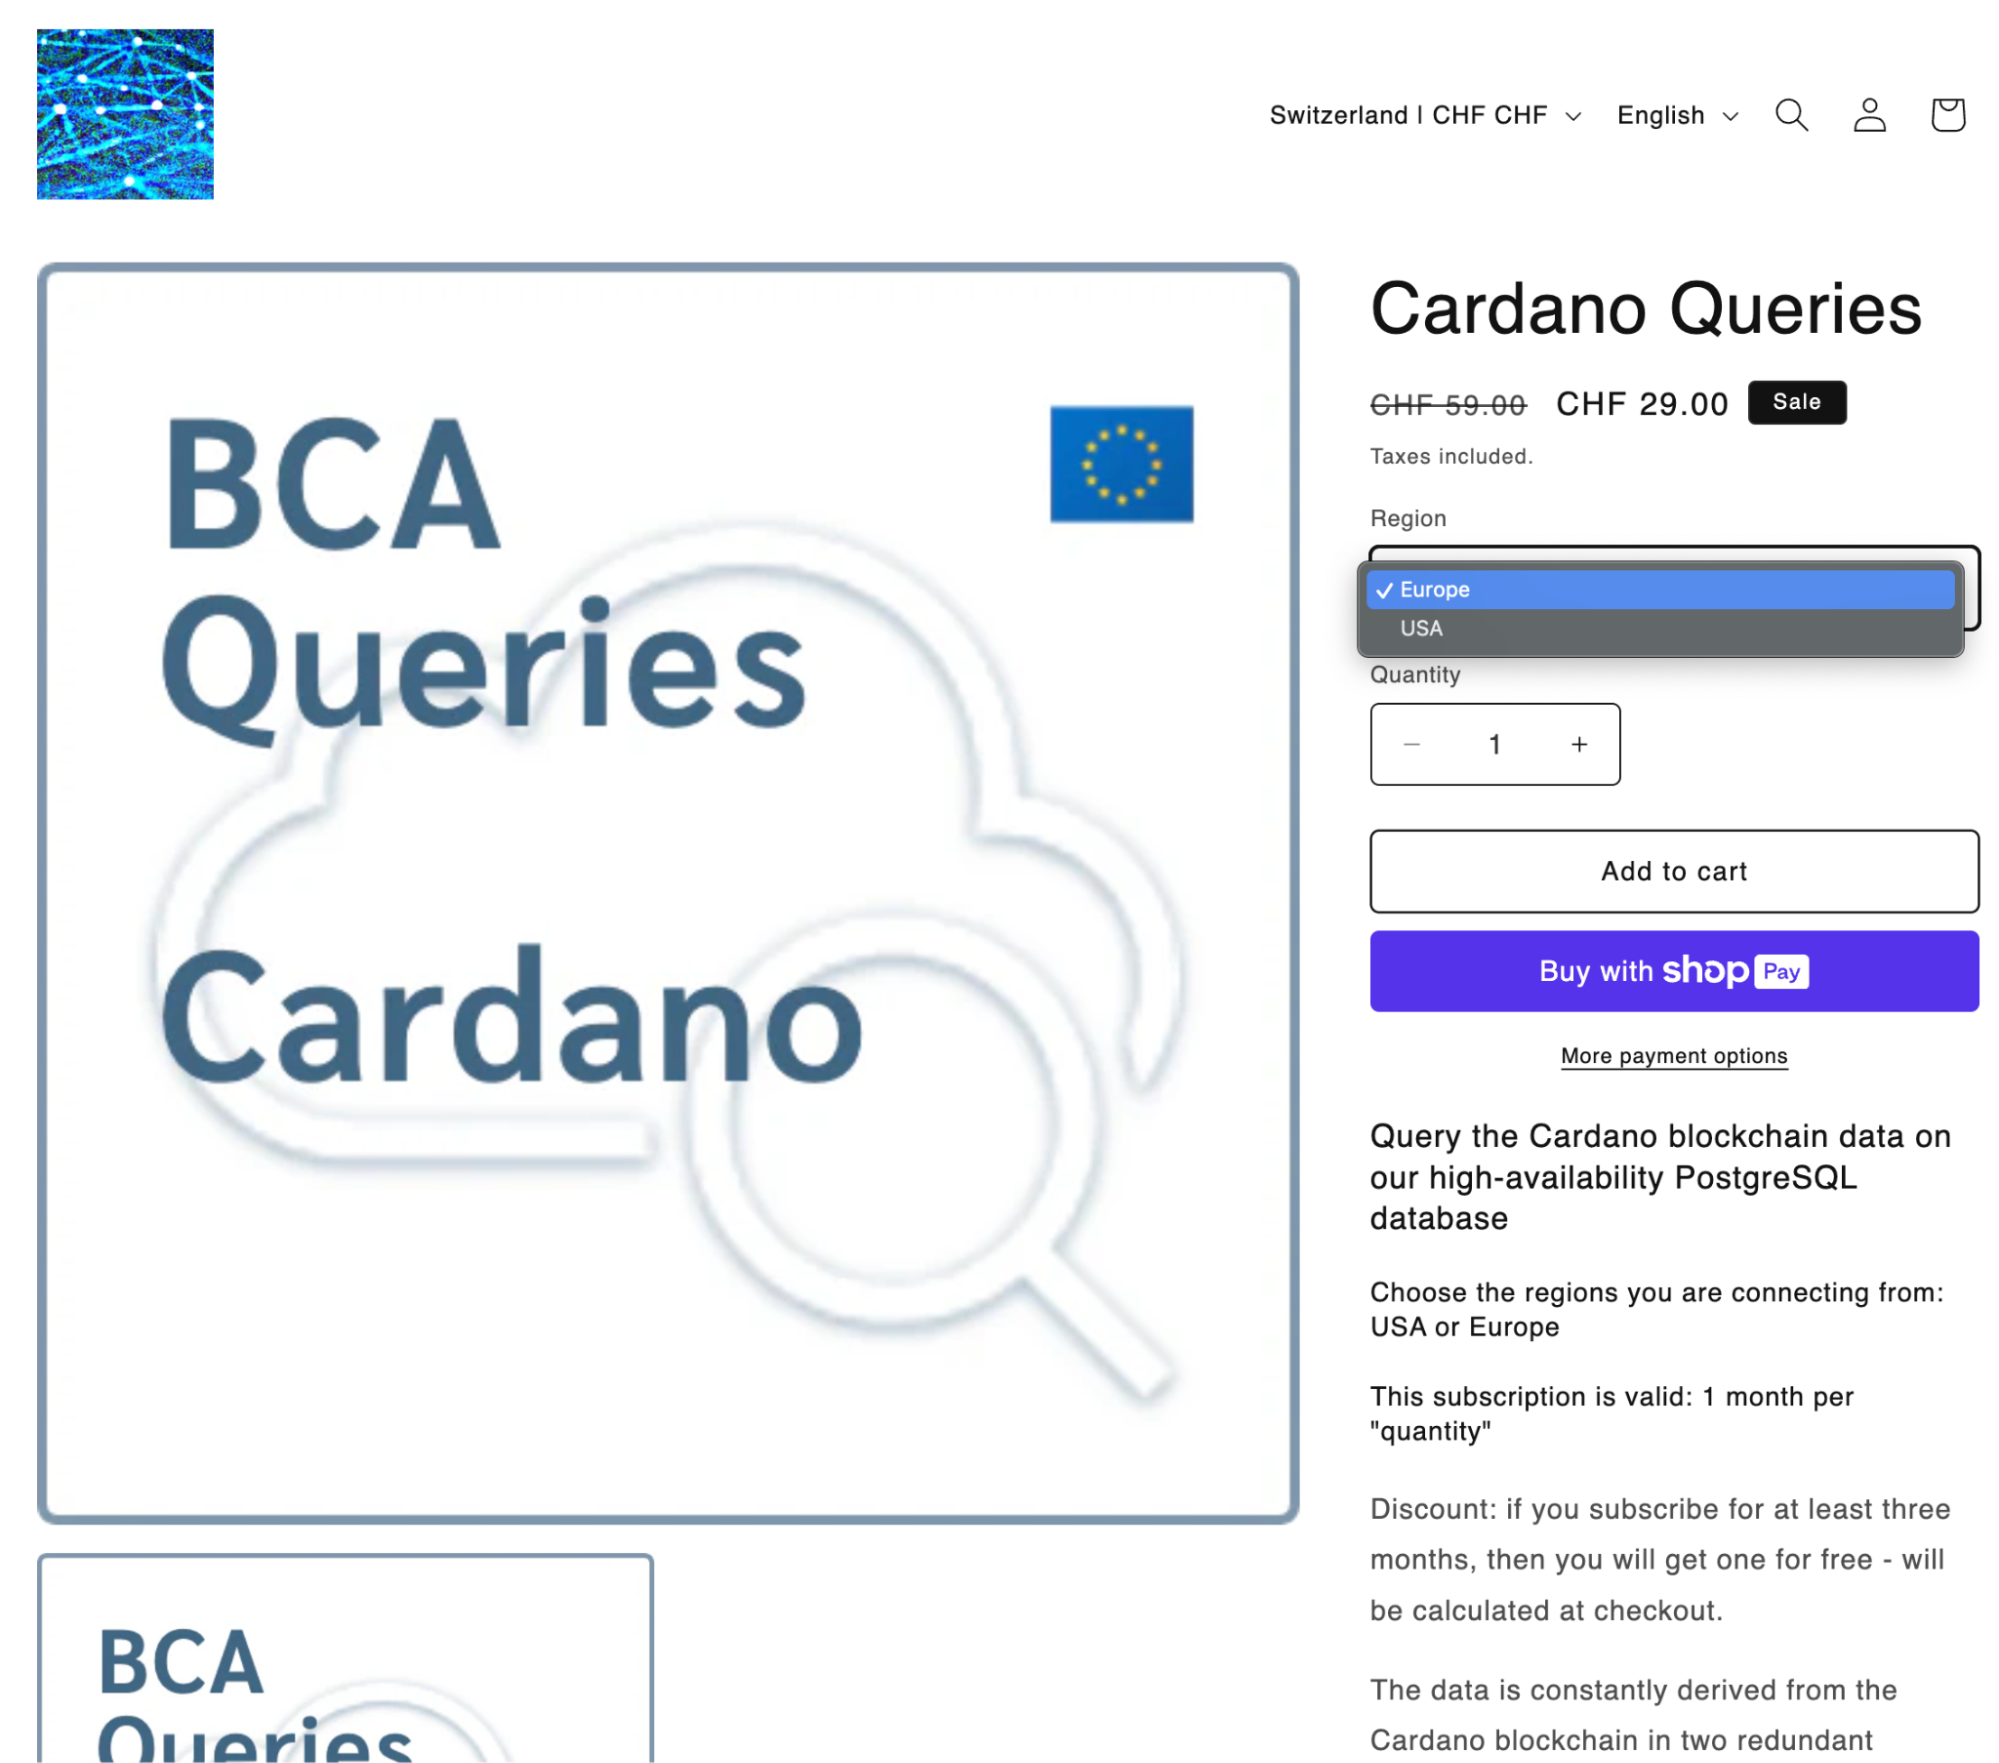 Switzerland | CHF CHF
English
BCA
Queries
Cardano
BCA
Queries
Cardano Queries
CHF 59.00 CHF 29.00 Sale
Taxes included.
Region
✓ Europe
USA
Quantity
− 1 +
Add to cart
Buy with shop Pay
More payment options
Query the Cardano blockchain data on
our high-availability PostgreSQL
database
Choose the regions you are connecting from:
USA or Europe
This subscription is valid: 1 month per
"quantity"
Discount: if you subscribe for at least three
months, then you will get one for free - will
be calculated at checkout.
The data is constantly derived from the
Cardano blockchain in two redundant